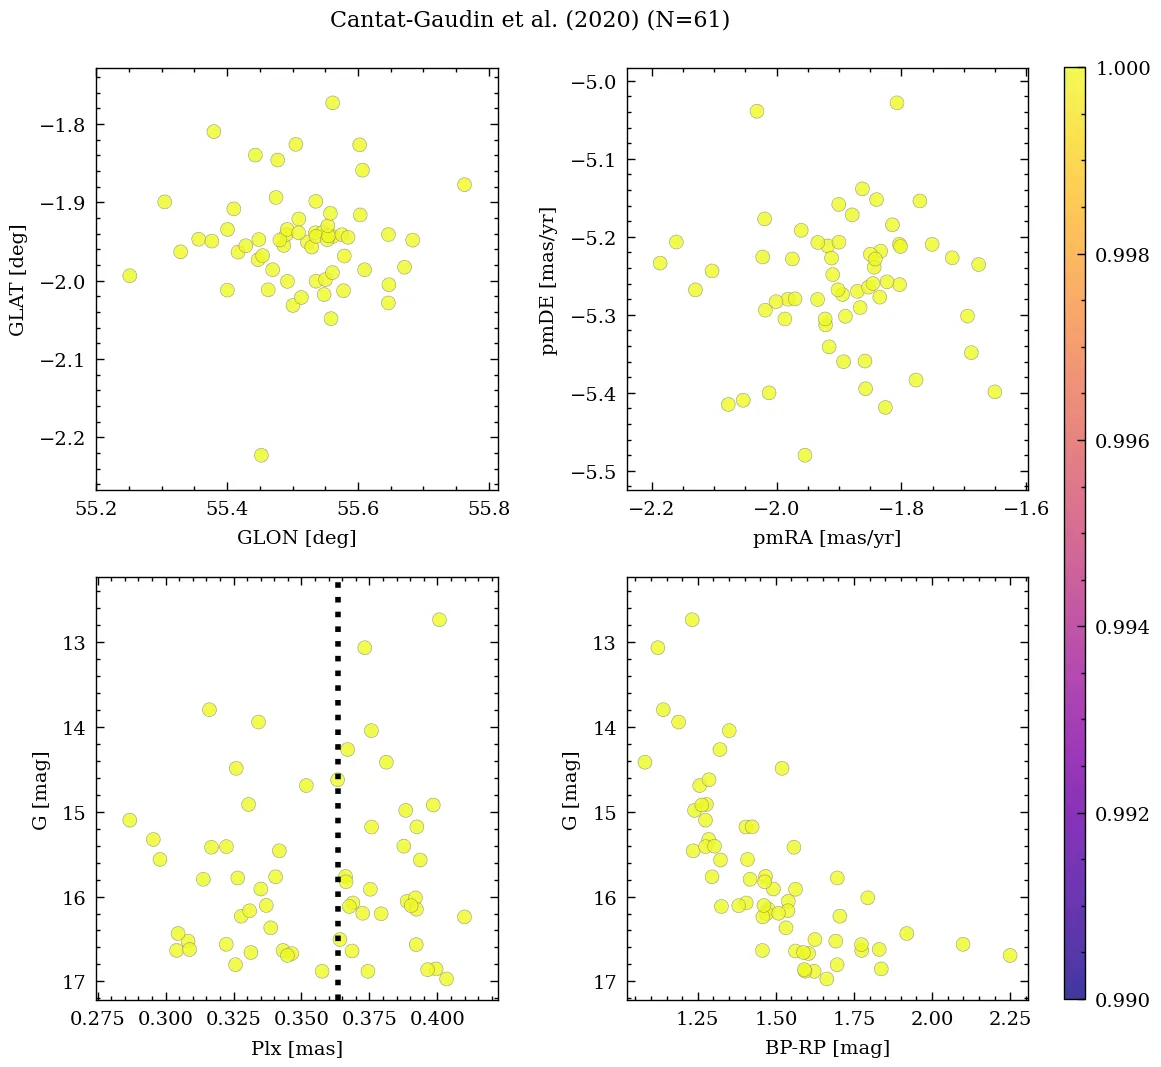 Cantat-Gaudin et al. (2020) (N=61)
−1.8
−1.9
−2.0
−2.1
−2.2
GLAT [deg]
55.2 55.4 55.6 55.8
GLON [deg]
−5.0
−5.1
−5.2
−5.3
−5.4
−5.5
pmDE [mas/yr]
−2.2 −2.0 −1.8 −1.6
pmRA [mas/yr]
13
14
15
16
17
G [mag]
0.275 0.300 0.325 0.350 0.375 0.400
Plx [mas]
13
14
15
16
17
G [mag]
1.25 1.50 1.75 2.00 2.25
BP-RP [mag]
1.000
0.998
0.996
0.994
0.992
0.990